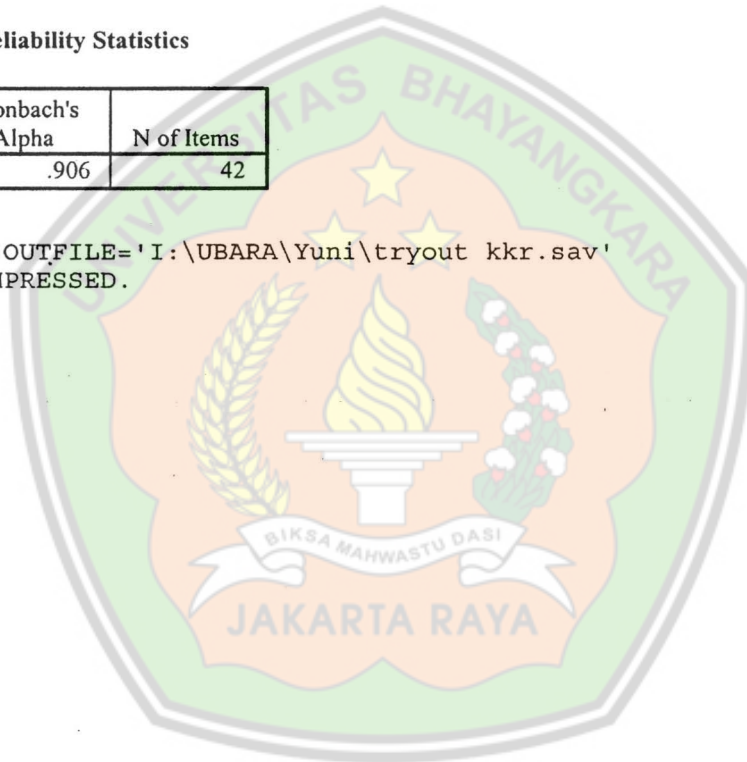 eliability Statistics
onbach's
Alpha N of Items
.906 42
OUTFILE='I:\UBARA\Yuni\tryout kkr.sav'
MPRESSED.
UNIVERSITAS BHAYANGKARA
BIKSA MAHWASTU DASI
JAKARTA RAYA